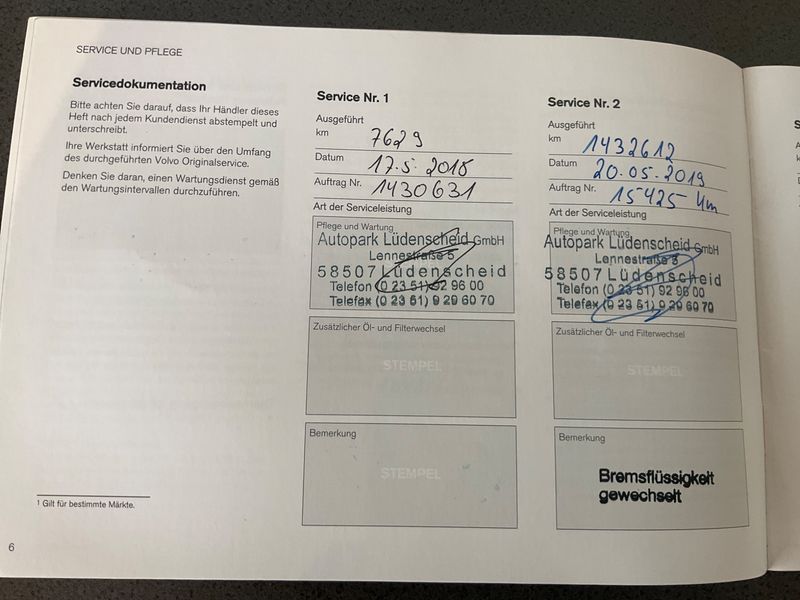 SERVICE UND PFLEGE
Servicedokumentation
Bitte achten Sie darauf, dass Ihr Händler dieses
Heft nach jedem Kundendienst abstempelt und
unterschreibt.
Ihre Werkstatt informiert Sie über den Umfang
des durchgeführten Volvo Originalservice.
Denken Sie daran, einen Wartungsdienst gemäß
den Wartungsintervallen durchzuführen.
1 Gilt für bestimmte Märkte.
6
Service Nr. 1
Ausgeführt
km 7629
Datum 17.5.2018
Auftrag Nr. 1430631
Art der Serviceleistung
Pflege und Wartung
Autopark Lüdenscheid GmbH
Lennestraße 5
58507 Lüdenscheid
Telefon (0 23 51) 92 96 00
Telefax (0 23 51) 9 29 60 70
Zusätzlicher Öl- und Filterwechsel
STEMPEL
Bemerkung
STEMPEL
Service Nr. 2
Ausgeführt
km 1432612
Datum 20.05.2019
Auftrag Nr. 15425 km
Art der Serviceleistung
Pflege und Wartung
Autopark Lüdenscheid GmbH
Lennestraße 5
58507 Lüdenscheid
Telefon (0 23 51) 92 96 00
Telefax (0 23 51) 9 29 60 70
Zusätzlicher Öl- und Filterwechsel
STEMPEL
Bemerkung
Bremsflüssigkeit
gewechselt